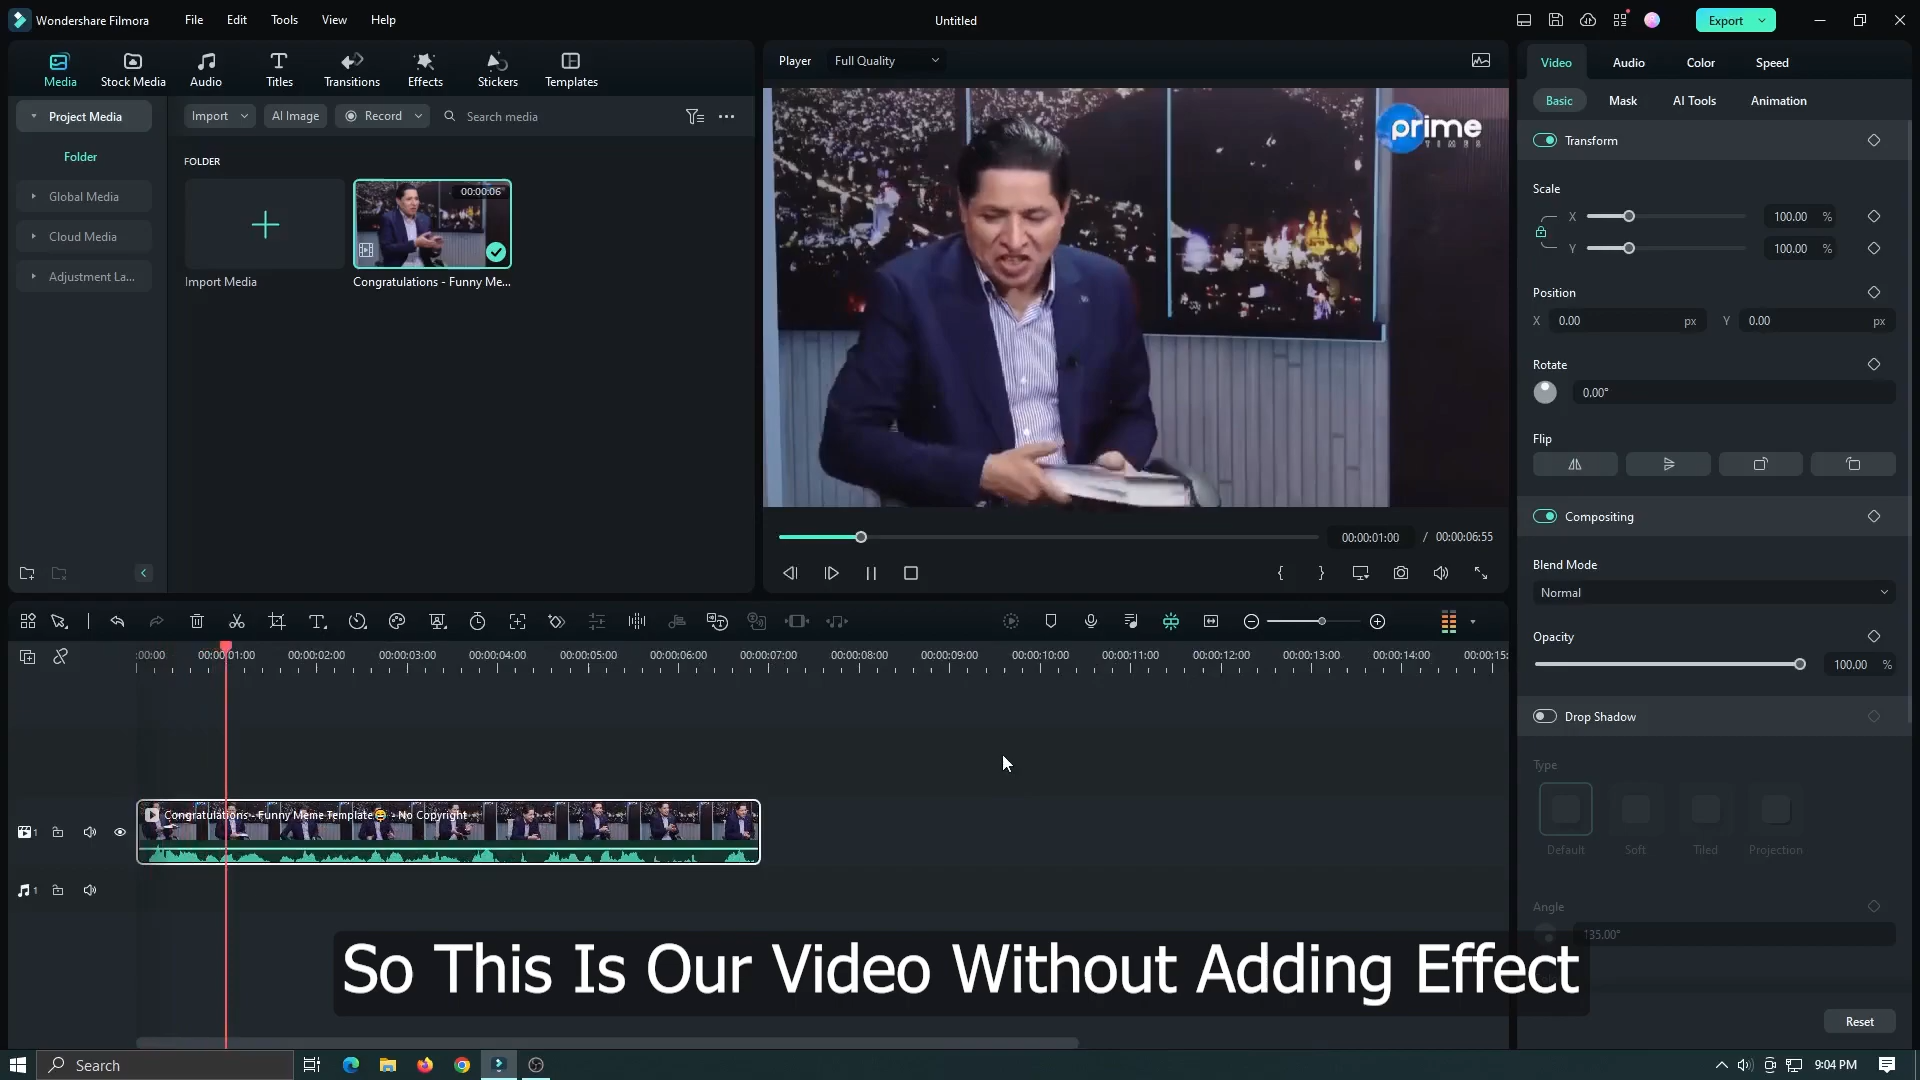 Wondershare Filmora
File
Edit
Tools
View
Help
Untitled
Export
Media
Stock Media
Audio
Titles
Transitions
Effects
Stickers
Templates
Player
Full Quality
Video
Audio
Color
Speed
Project Media
Import
AI Image
Record
Search media
Basic
Mask
AI Tools
Animation
Folder
FOLDER
Global Media
Cloud Media
Adjustment La...
00:00:06
Import Media
Congratulations - Funny Me...
prime
TIMES
Transform
Scale
X
100.00
%
Y
100.00
%
Position
X
0.00
px
Y
0.00
px
Rotate
0.00°
Flip
Compositing
Blend Mode
Normal
Opacity
100.00
%
Drop Shadow
Type
Default
Soft
Tiled
Projection
Angle
135.00°
Reset
00:00:01:00
/
00:00:06:55
:00:00
00:00:01:00
00:00:02:00
00:00:03:00
00:00:04:00
00:00:05:00
00:00:06:00
00:00:07:00
00:00:08:00
00:00:09:00
00:00:10:00
00:00:11:00
00:00:12:00
00:00:13:00
00:00:14:00
00:00:15:
Congratulations - Funny Meme Template😂 - No Copyright
1
1
So This Is Our Video Without Adding Effect
Search
9:04 PM